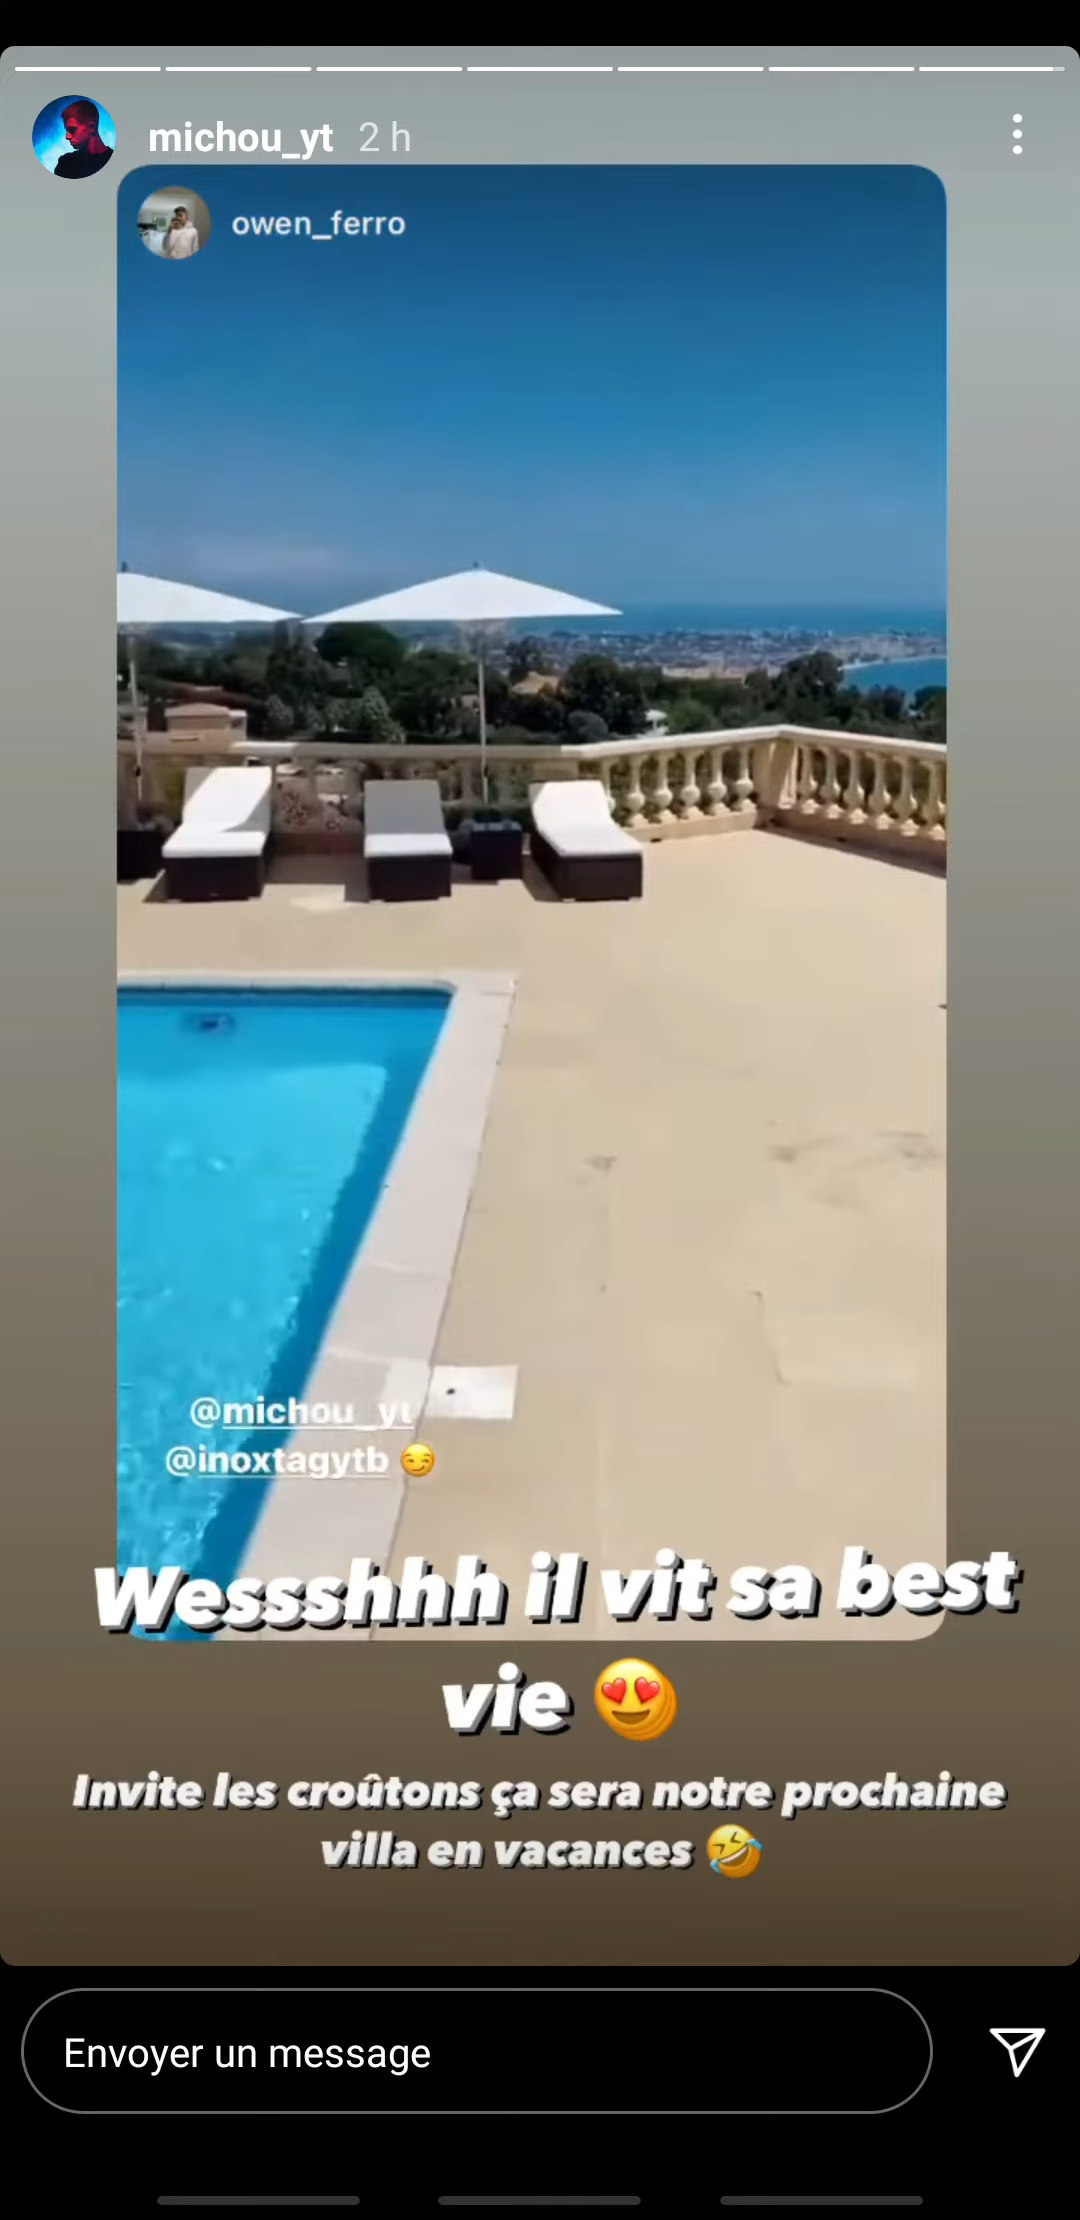 michou_yt 2 h
owen_ferro
@michou_yt
@inoxtagytb 😏
Wessshhh il vit sa best
vie 😍
Invite les croûtons ça sera notre prochaine
villa en vacances 🤣
Envoyer un message